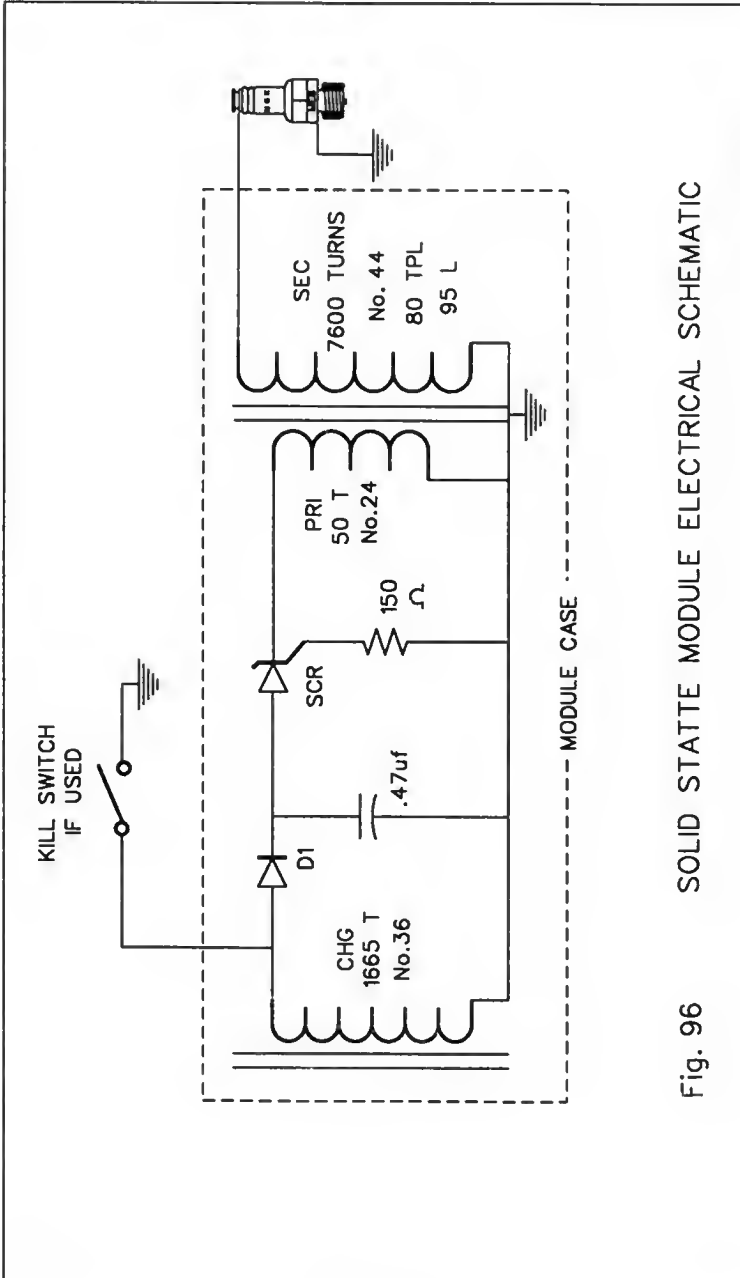 KILL SWITCH
IF USED
CHG
1665 T
No.36
D1
.47uf
SCR
150
Ω
PRI
50 T
No.24
SEC
7600 TURNS
No. 44
80 TPL
95 L
MODULE CASE
Fig. 96 SOLID STATTE MODULE ELECTRICAL SCHEMATIC